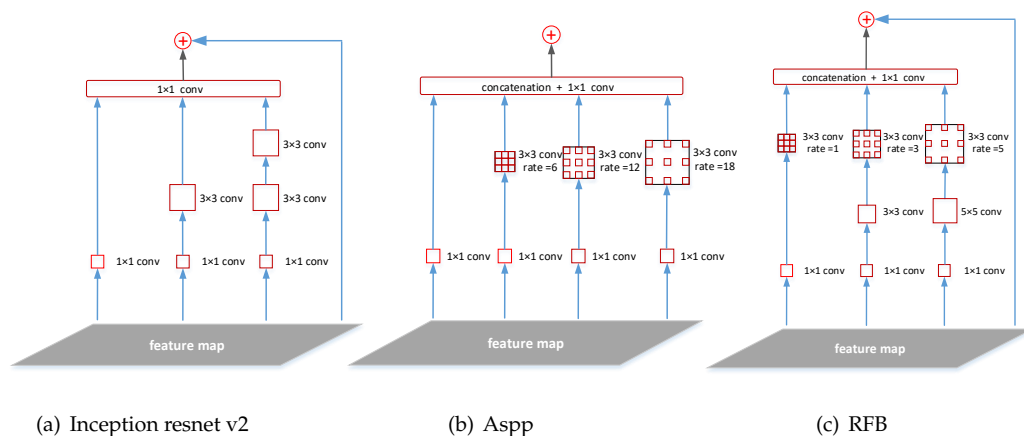 1×1 conv
3×3 conv
3×3 conv
3×3 conv
1×1 conv
1×1 conv
1×1 conv
feature map
(a) Inception resnet v2
concatenation + 1×1 conv
3×3 conv
rate =6
3×3 conv
rate =12
3×3 conv
rate =18
1×1 conv
1×1 conv
1×1 conv
1×1 conv
feature map
(b) Aspp
concatenation + 1×1 conv
3×3 conv
rate =1
3×3 conv
rate =3
3×3 conv
rate =5
3×3 conv
5×5 conv
1×1 conv
1×1 conv
1×1 conv
feature map
(c) RFB